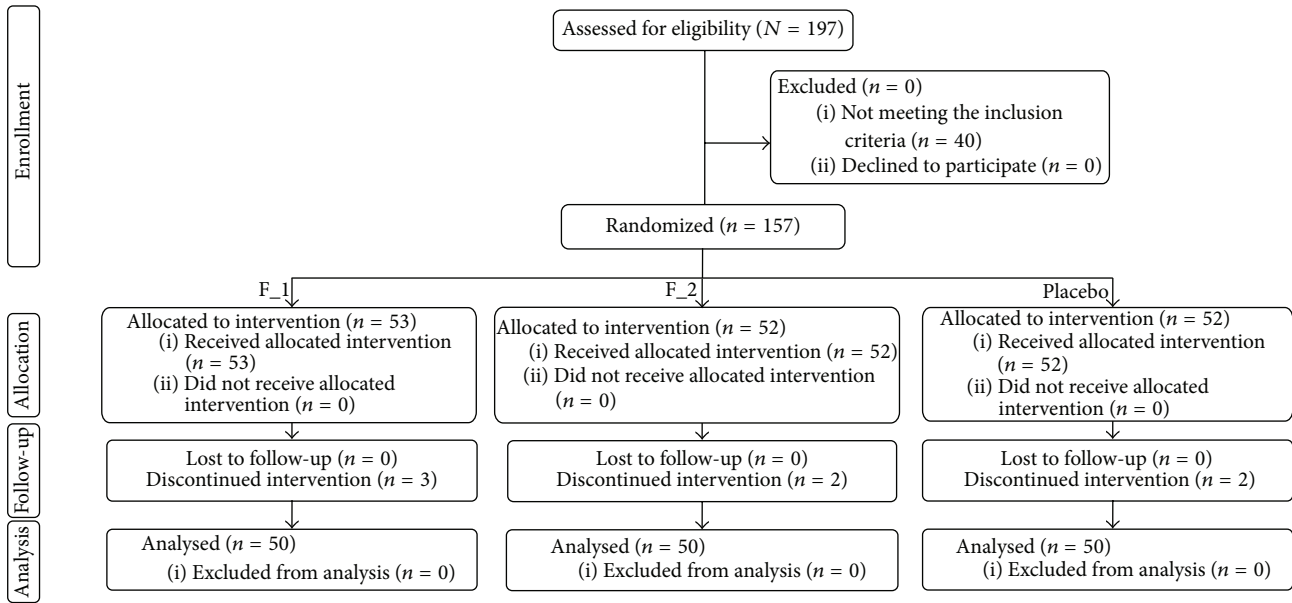 Enrollment
Assessed for eligibility (N = 197)
Excluded (n = 0)
(i) Not meeting the inclusion
criteria (n = 40)
(ii) Declined to participate (n = 0)
Randomized (n = 157)
F_1
F_2
Placebo
Allocation
Allocated to intervention (n = 53)
(i) Received allocated intervention
(n = 53)
(ii) Did not receive allocated
intervention (n = 0)
Allocated to intervention (n = 52)
(i) Received allocated intervention (n = 52)
(ii) Did not receive allocated intervention
(n = 0)
Allocated to intervention (n = 52)
(i) Received allocated intervention
(n = 52)
(ii) Did not receive allocated
intervention (n = 0)
Follow-up
Lost to follow-up (n = 0)
Discontinued intervention (n = 3)
Lost to follow-up (n = 0)
Discontinued intervention (n = 2)
Lost to follow-up (n = 0)
Discontinued intervention (n = 2)
Analysis
Analysed (n = 50)
(i) Excluded from analysis (n = 0)
Analysed (n = 50)
(i) Excluded from analysis (n = 0)
Analysed (n = 50)
(i) Excluded from analysis (n = 0)